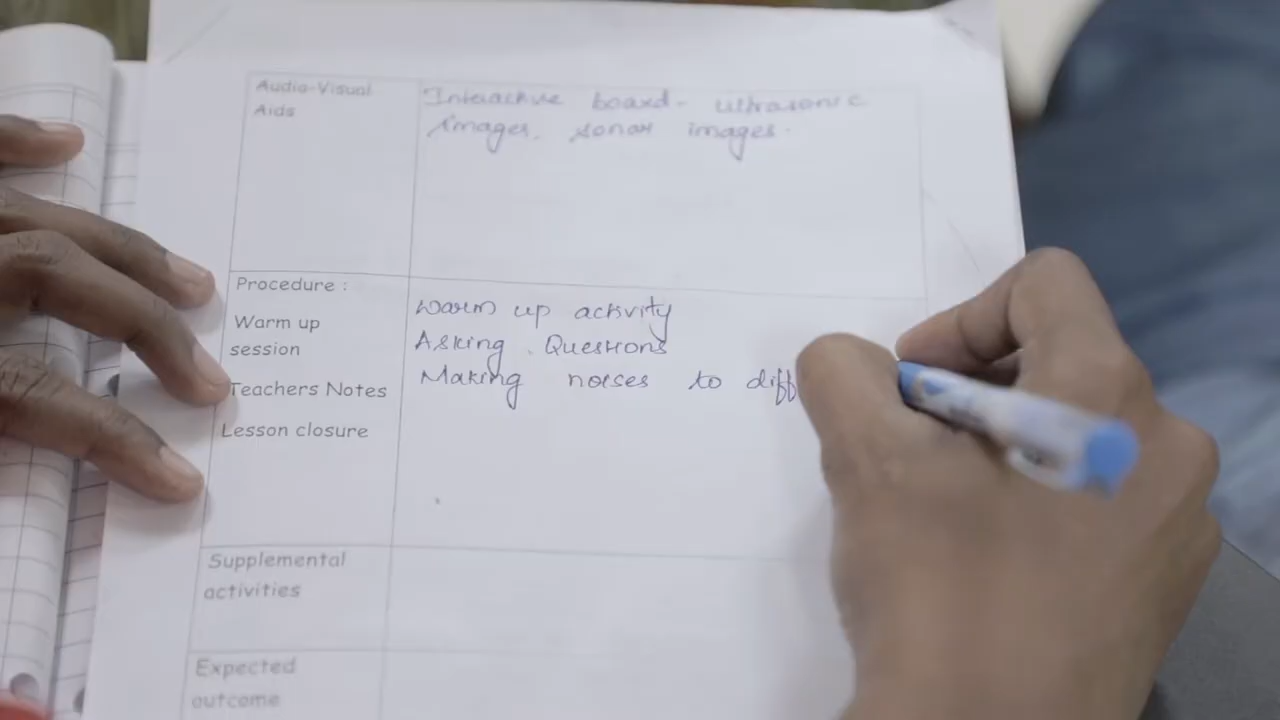 Audio-Visual
Aids
Interactive board- ultrasonic
images, sonar images.
Procedure :
Warm up
session
Teachers Notes
Lesson closure
Warm up activity
Asking Questions
Making noises to diff
Supplemental
activities
Expected
outcome